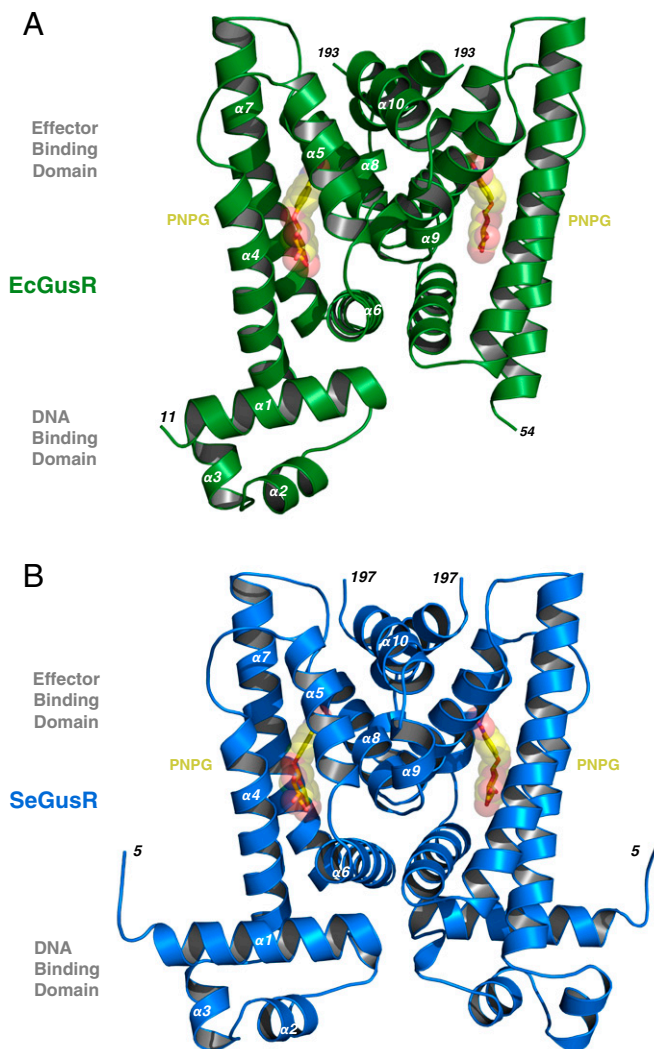 A
193
193
α7
α10
Effector
Binding
Domain
α5
α8
PNPG
PNPG
α9
α4
EcGusR
α6
DNA
Binding
Domain
α1
11
54
α3
α2
B
197
197
α10
α7
Effector
Binding
Domain
α5
α8
α9
PNPG
PNPG
α4
SeGusR
5
5
α6
α1
DNA
Binding
Domain
α3
α2